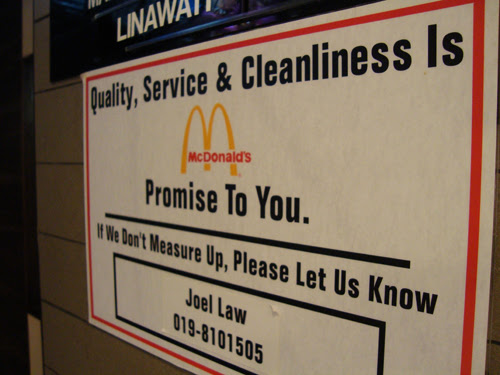 LINAWATI
Quality, Service & Cleanliness Is
McDonald's
Promise To You.
If We Don't Measure Up, Please Let Us Know
Joel Law
019-8101505